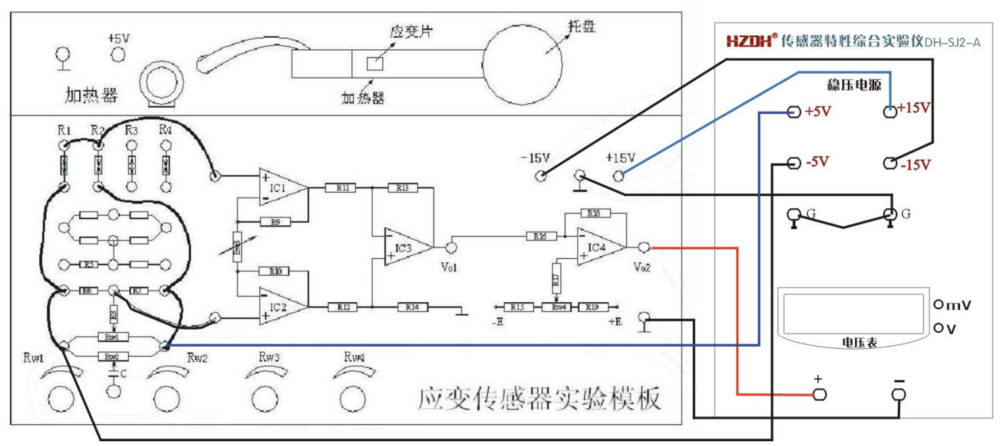 +5V
应变片
托盘
加热器
加热器
HZDH® 传感器特性综合实验仪DH-SJ2-A
稳压电源
+5V
+15V
-5V
-15V
G
G
R1
R2
R3
R4
-15V
+15V
IC1
R11
R13
R9
Rw3
R10
IC2
R12
R14
IC3
Vo1
R16
R18
IC4
Vo2
R17
R15
Rw4
R19
-E
+E
R5
R6
R7
R8
Rw1
Rw2
C
Rw1
Rw2
Rw3
Rw4
应变传感器实验模板
mV
V
电压表
+
-